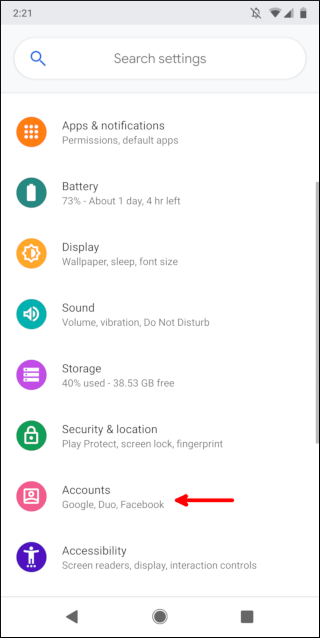 2:21
Search settings
Apps & notifications
Permissions, default apps
Battery
73% - About 1 day, 4 hr left
Display
Wallpaper, sleep, font size
Sound
Volume, vibration, Do Not Disturb
Storage
40% used - 38.53 GB free
Security & location
Play Protect, screen lock, fingerprint
Accounts
Google, Duo, Facebook
Accessibility
Screen readers, display, interaction controls